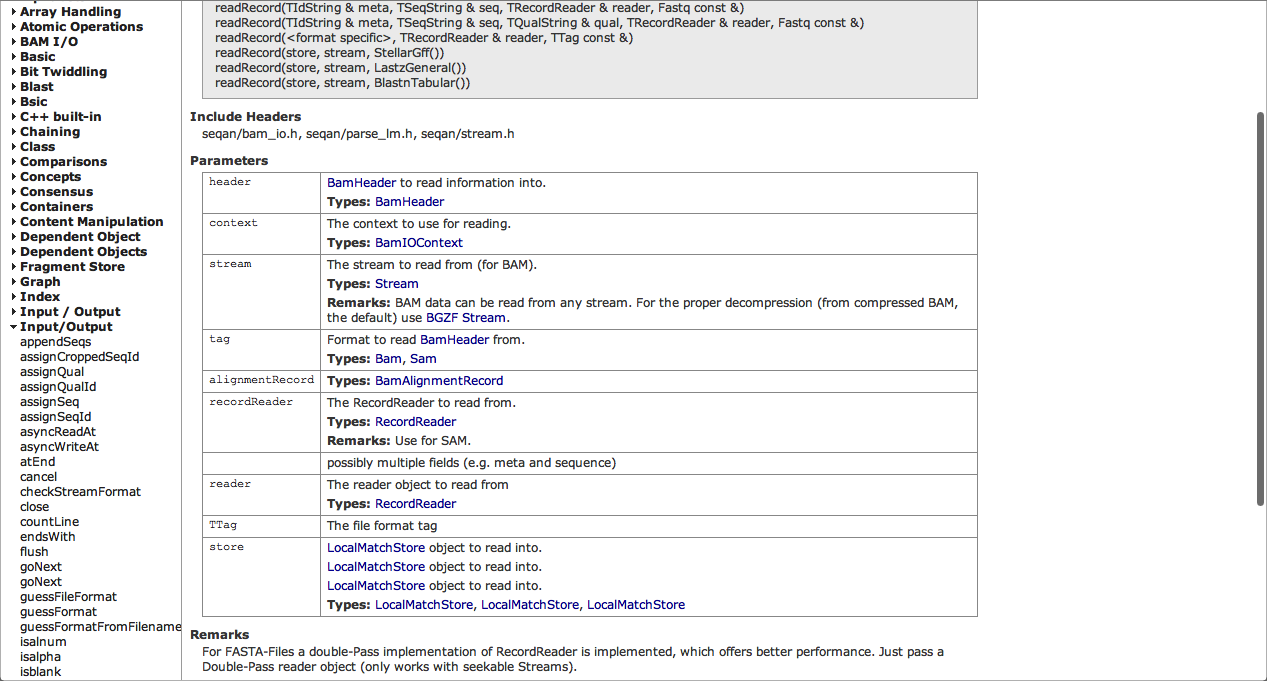 Array Handling
Atomic Operations
BAM I/O
Basic
Bit Twiddling
Blast
Bsic
C++ built-in
Chaining
Class
Comparisons
Concepts
Consensus
Containers
Content Manipulation
Dependent Object
Dependent Objects
Fragment Store
Graph
Index
Input / Output
Input/Output
appendSeqs
assignCroppedSeqId
assignQual
assignQualId
assignSeq
assignSeqId
asyncReadAt
asyncWriteAt
atEnd
cancel
checkStreamFormat
close
countLine
endsWith
flush
goNext
goNext
guessFileFormat
guessFormat
guessFormatFromFilename
isalnum
isalpha
isblank
readRecord(TIdString & meta, TSeqString & seq, TRecordReader & reader, Fastq const &)
readRecord(TIdString & meta, TSeqString & seq, TQualString & qual, TRecordReader & reader, Fastq const &)
readRecord(<format specific>, TRecordReader & reader, TTag const &)
readRecord(store, stream, StellarGff())
readRecord(store, stream, LastzGeneral())
readRecord(store, stream, BlastnTabular())
Include Headers
seqan/bam_io.h, seqan/parse_lm.h, seqan/stream.h
Parameters
header
BamHeader to read information into.
Types: BamHeader
context
The context to use for reading.
Types: BamIOContext
stream
The stream to read from (for BAM).
Types: Stream
Remarks: BAM data can be read from any stream. For the proper decompression (from compressed BAM,
the default) use BGZF Stream.
tag
Format to read BamHeader from.
Types: Bam, Sam
alignmentRecord
Types: BamAlignmentRecord
recordReader
The RecordReader to read from.
Types: RecordReader
Remarks: Use for SAM.
possibly multiple fields (e.g. meta and sequence)
reader
The reader object to read from
Types: RecordReader
TTag
The file format tag
store
LocalMatchStore object to read into.
LocalMatchStore object to read into.
LocalMatchStore object to read into.
Types: LocalMatchStore, LocalMatchStore, LocalMatchStore
Remarks
For FASTA-Files a double-Pass implementation of RecordReader is implemented, which offers better performance. Just pass a
Double-Pass reader object (only works with seekable Streams).